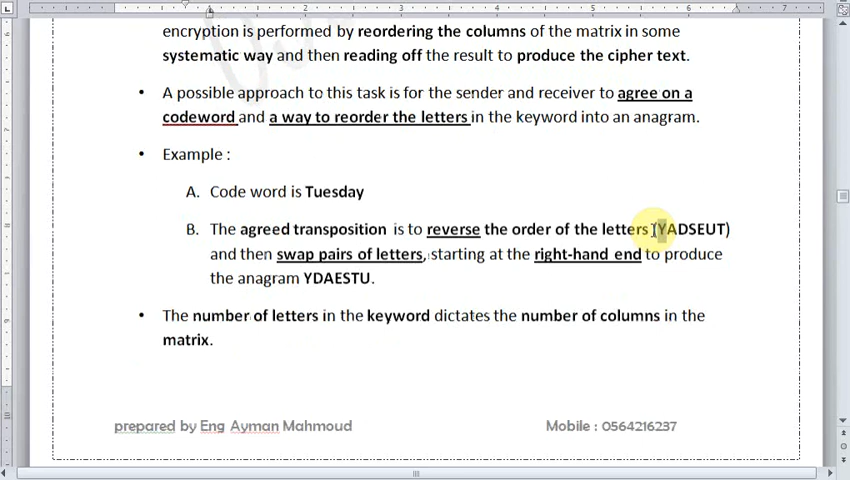 encryption is performed by reordering the columns of the matrix in some
systematic way and then reading off the result to produce the cipher text.
• A possible approach to this task is for the sender and receiver to agree on a
codeword and a way to reorder the letters in the keyword into an anagram.
• Example :
A. Code word is Tuesday
B. The agreed transposition is to reverse the order of the letters (YADSEUT)
and then swap pairs of letters, starting at the right-hand end to produce
the anagram YDAESTU.
• The number of letters in the keyword dictates the number of columns in the
matrix.
prepared by Eng Ayman Mahmoud Mobile : 0564216237